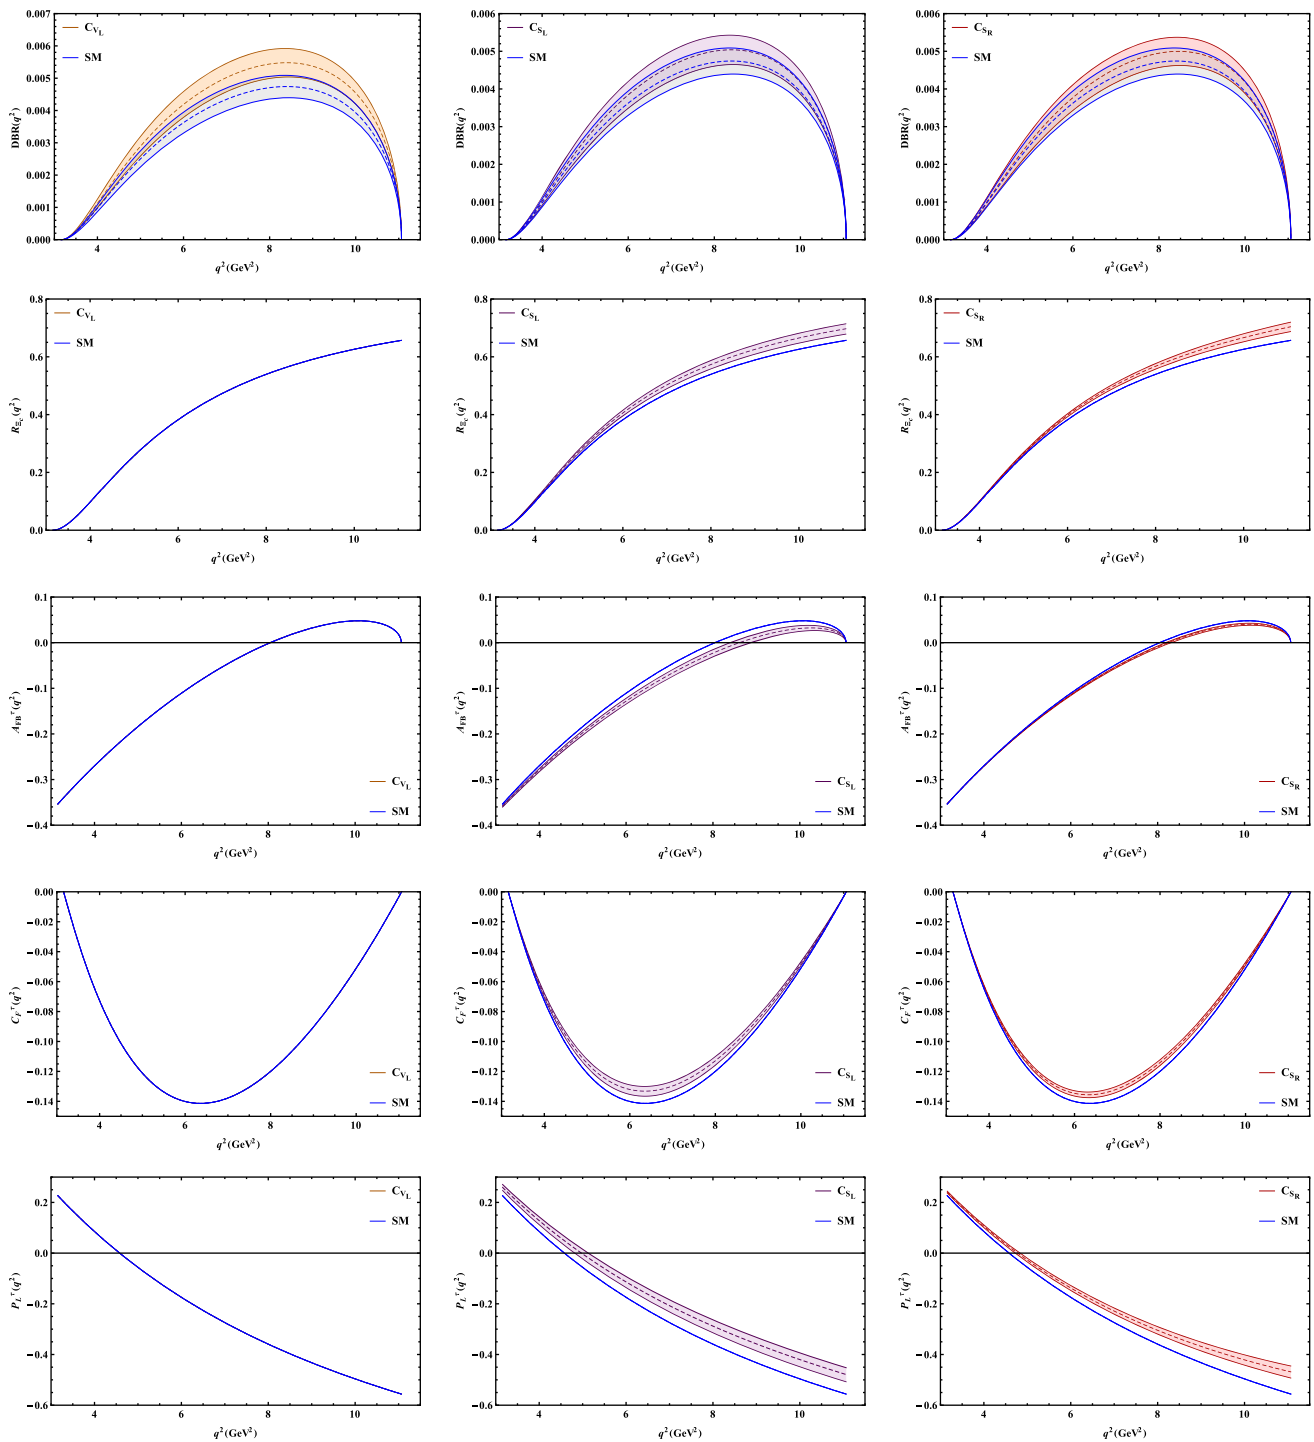 0.007
0.006
0.005
0.004
0.003
0.002
0.001
0.000
DBR(q²)
C_{V_L}
SM
4 6 8 10
q²(GeV²)
0.006
0.005
0.004
0.003
0.002
0.001
0.000
DBR(q²)
C_{S_L}
SM
4 6 8 10
q²(GeV²)
0.006
0.005
0.004
0.003
0.002
0.001
0.000
DBR(q²)
C_{S_R}
SM
4 6 8 10
q²(GeV²)
0.8
0.6
0.4
0.2
0.0
R_{Ξ_c}(q²)
C_{V_L}
SM
4 6 8 10
q²(GeV²)
0.8
0.6
0.4
0.2
0.0
R_{Ξ_c}(q²)
C_{S_L}
SM
4 6 8 10
q²(GeV²)
0.8
0.6
0.4
0.2
0.0
R_{Ξ_c}(q²)
C_{S_R}
SM
4 6 8 10
q²(GeV²)
0.1
0.0
−0.1
−0.2
−0.3
−0.4
A_{FB}^τ(q²)
C_{V_L}
SM
4 6 8 10
q²(GeV²)
0.1
0.0
−0.1
−0.2
−0.3
−0.4
A_{FB}^τ(q²)
C_{S_L}
SM
4 6 8 10
q²(GeV²)
0.1
0.0
−0.1
−0.2
−0.3
−0.4
A_{FB}^τ(q²)
C_{S_R}
SM
4 6 8 10
q²(GeV²)
0.00
−0.02
−0.04
−0.06
−0.08
−0.10
−0.12
−0.14
C_F^τ(q²)
C_{V_L}
SM
4 6 8 10
q²(GeV²)
0.00
−0.02
−0.04
−0.06
−0.08
−0.10
−0.12
−0.14
C_F^τ(q²)
C_{S_L}
SM
4 6 8 10
q²(GeV²)
0.00
−0.02
−0.04
−0.06
−0.08
−0.10
−0.12
−0.14
C_F^τ(q²)
C_{S_R}
SM
4 6 8 10
q²(GeV²)
0.2
0.0
−0.2
−0.4
−0.6
P_L^τ(q²)
C_{V_L}
SM
4 6 8 10
q²(GeV²)
0.2
0.0
−0.2
−0.4
−0.6
P_L^τ(q²)
C_{S_L}
SM
4 6 8 10
q²(GeV²)
0.2
0.0
−0.2
−0.4
−0.6
P_L^τ(q²)
C_{S_R}
SM
4 6 8 10
q²(GeV²)